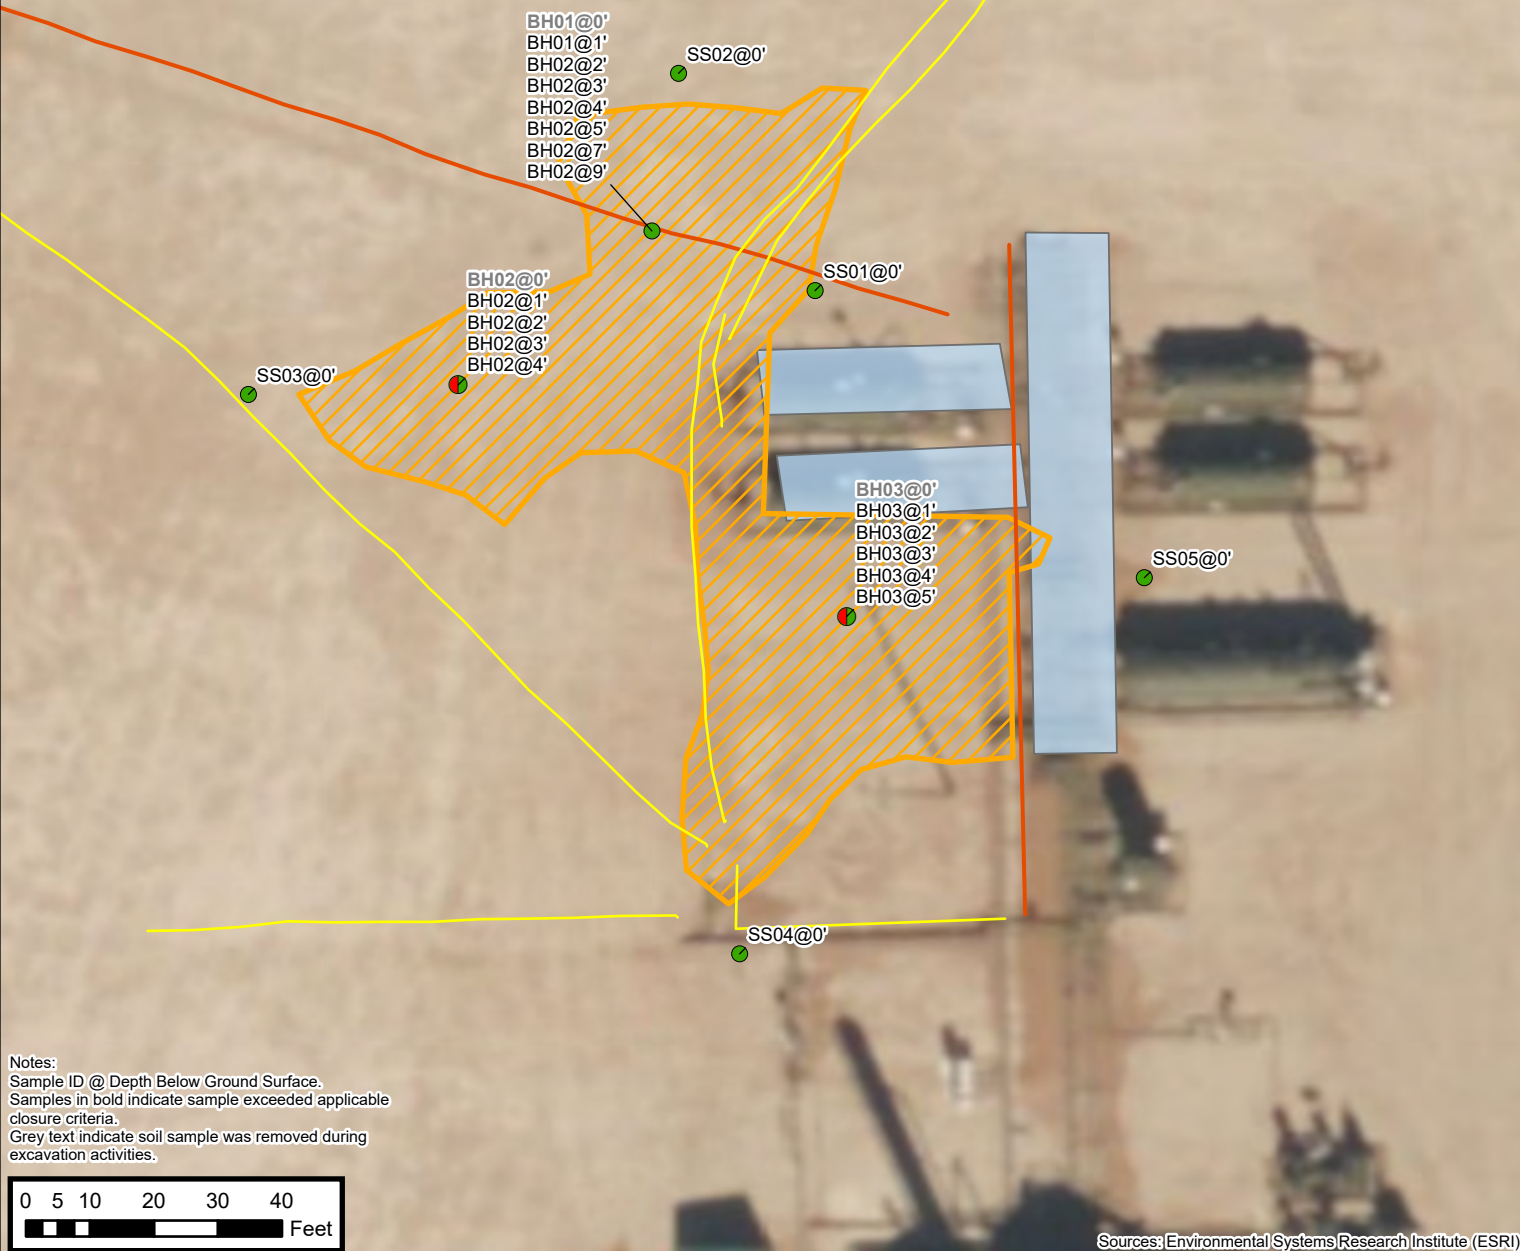 BH01@0'
BH01@1'
BH02@2'
BH02@3'
BH02@4'
BH02@5'
BH02@7'
BH02@9'
SS02@0'
SS01@0'
BH02@0'
BH02@1'
BH02@2'
BH02@3'
BH02@4'
SS03@0'
BH03@0'
BH03@1'
BH03@2'
BH03@3'
BH03@4'
BH03@5'
SS05@0'
SS04@0'
Notes:
Sample ID @ Depth Below Ground Surface.
Samples in bold indicate sample exceeded applicable
closure criteria.
Grey text indicate soil sample was removed during
excavation activities.
0 5 10 20 30 40
Feet
Sources: Environmental Systems Research Institute (ESRI)